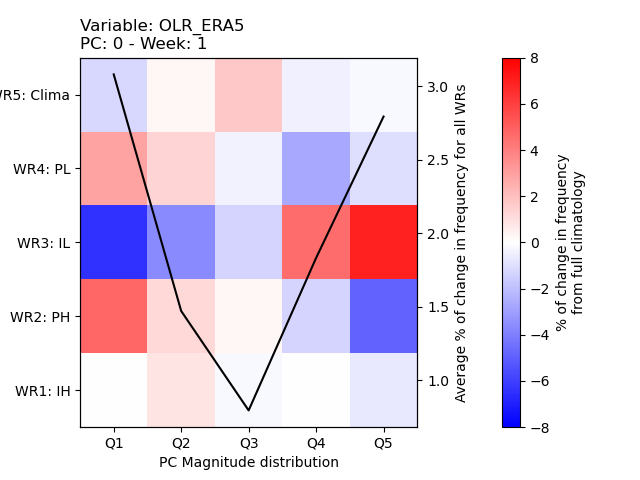 Variable: OLR_ERA5
PC: 0 - Week: 1
WR5: Clima
WR4: PL
WR3: IL
WR2: PH
WR1: IH
Q1
Q2
Q3
Q4
Q5
PC Magnitude distribution
3.0
2.5
2.0
1.5
1.0
Average % of change in frequency for all WRs
8
6
4
2
0
−2
−4
−6
−8
% of change in frequency
from full climatology